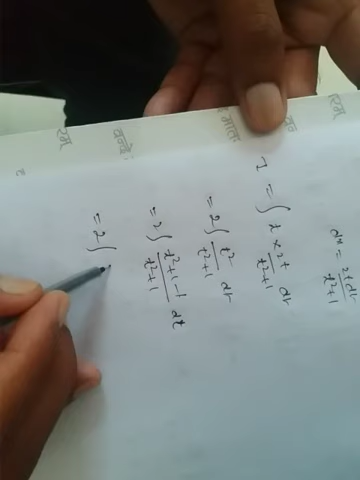 dx = 2t dt / t²+1
I = ∫ t × 2t / t²+1 dt
= 2∫ t² / t²+1 dt
= 2∫ t²+1-1 / t²+1 dt
= 2∫